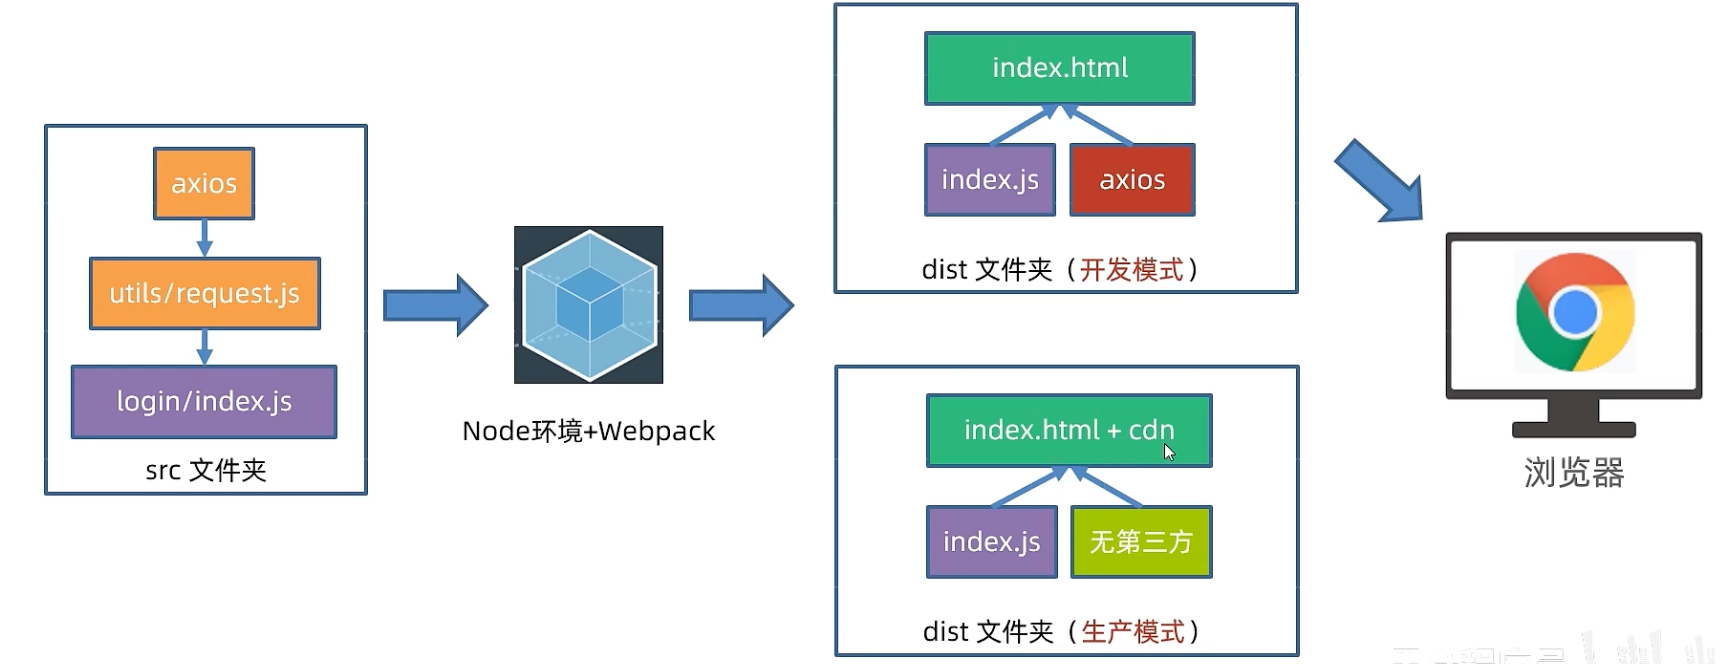 axios
utils/request.js
login/index.js
src 文件夹
Node环境+Webpack
index.html
index.js
axios
dist 文件夹（开发模式）
index.html + cdn
index.js
无第三方
dist 文件夹（生产模式）
浏览器